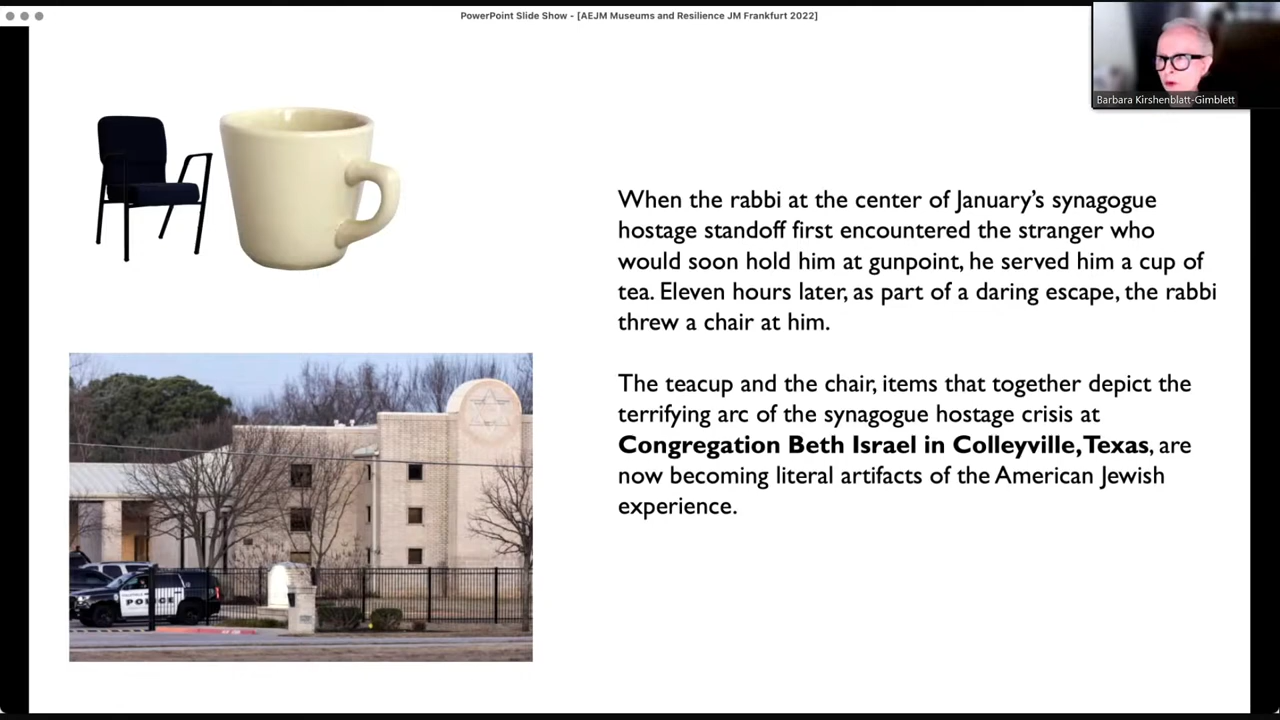 PowerPoint Slide Show - [AEJM Museums and Resilience JM Frankfurt 2022]
Barbara Kirshenblatt-Gimblett
When the rabbi at the center of January’s synagogue
hostage standoff first encountered the stranger who
would soon hold him at gunpoint, he served him a cup of
tea. Eleven hours later, as part of a daring escape, the rabbi
threw a chair at him.
The teacup and the chair, items that together depict the
terrifying arc of the synagogue hostage crisis at
Congregation Beth Israel in Colleyville, Texas, are
now becoming literal artifacts of the American Jewish
experience.
POLICE